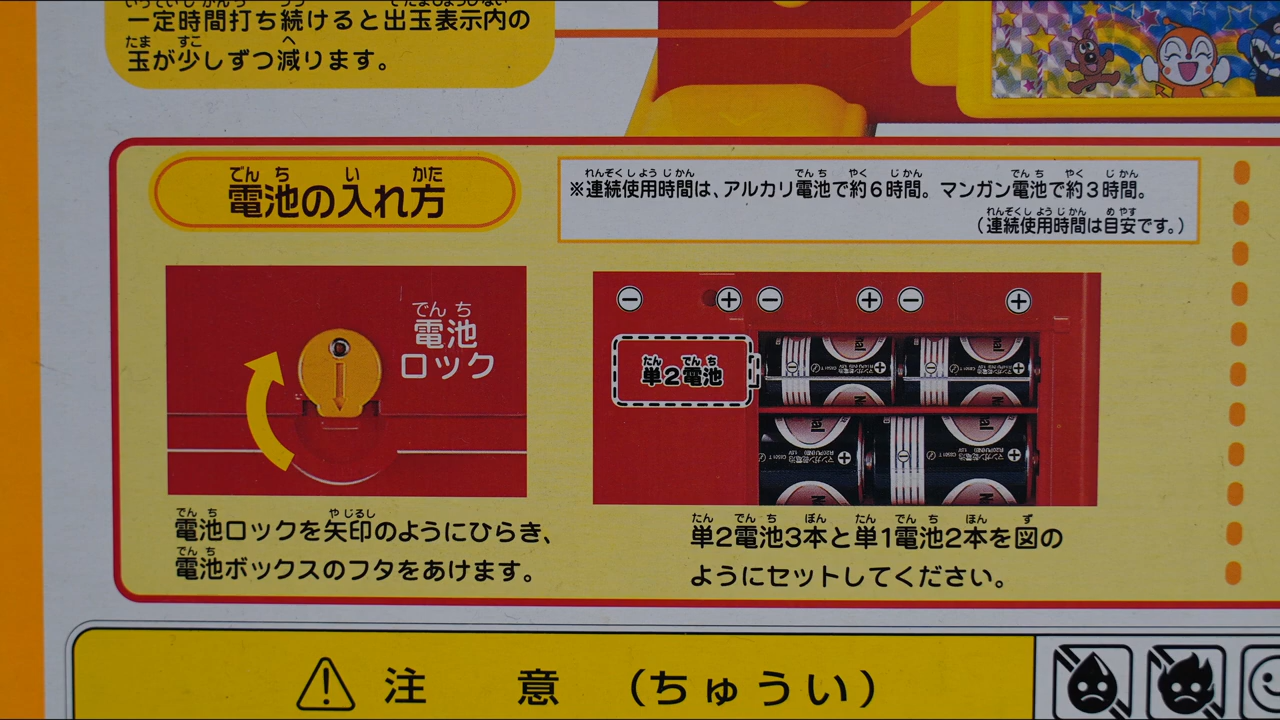 一定時間打ち続けると出玉表示内の
玉が少しずつ減ります。
電池の入れ方
※連続使用時間は、アルカリ電池で約6時間。マンガン電池で約3時間。
(連続使用時間は目安です。)
電池
ロック
単2電池
電池ロックを矢印のようにひらき、
電池ボックスのフタをあけます。
単2電池3本と単1電池2本を図の
ようにセットしてください。
注意(ちゅうい)